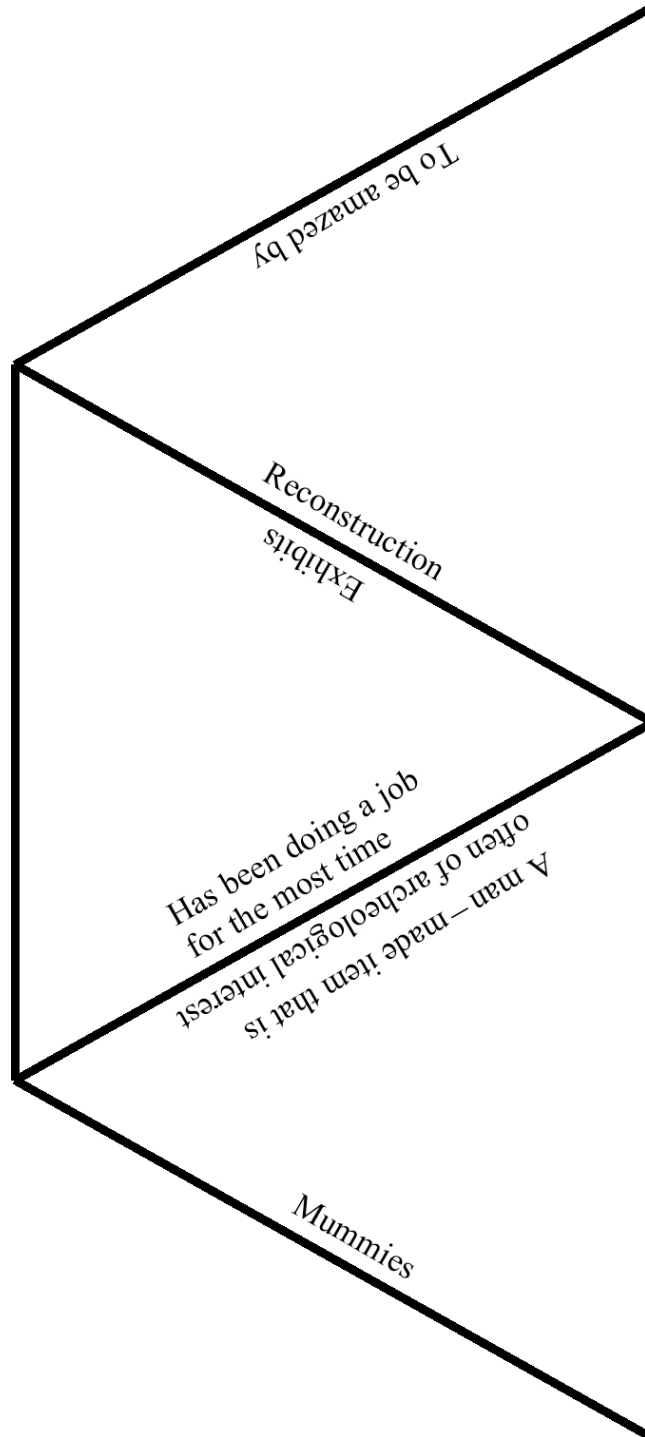 To be amazed by
Reconstruction
Exhibits
Has been doing a job
for the most time
A man–made item that is
often of archeological interest
Mummies